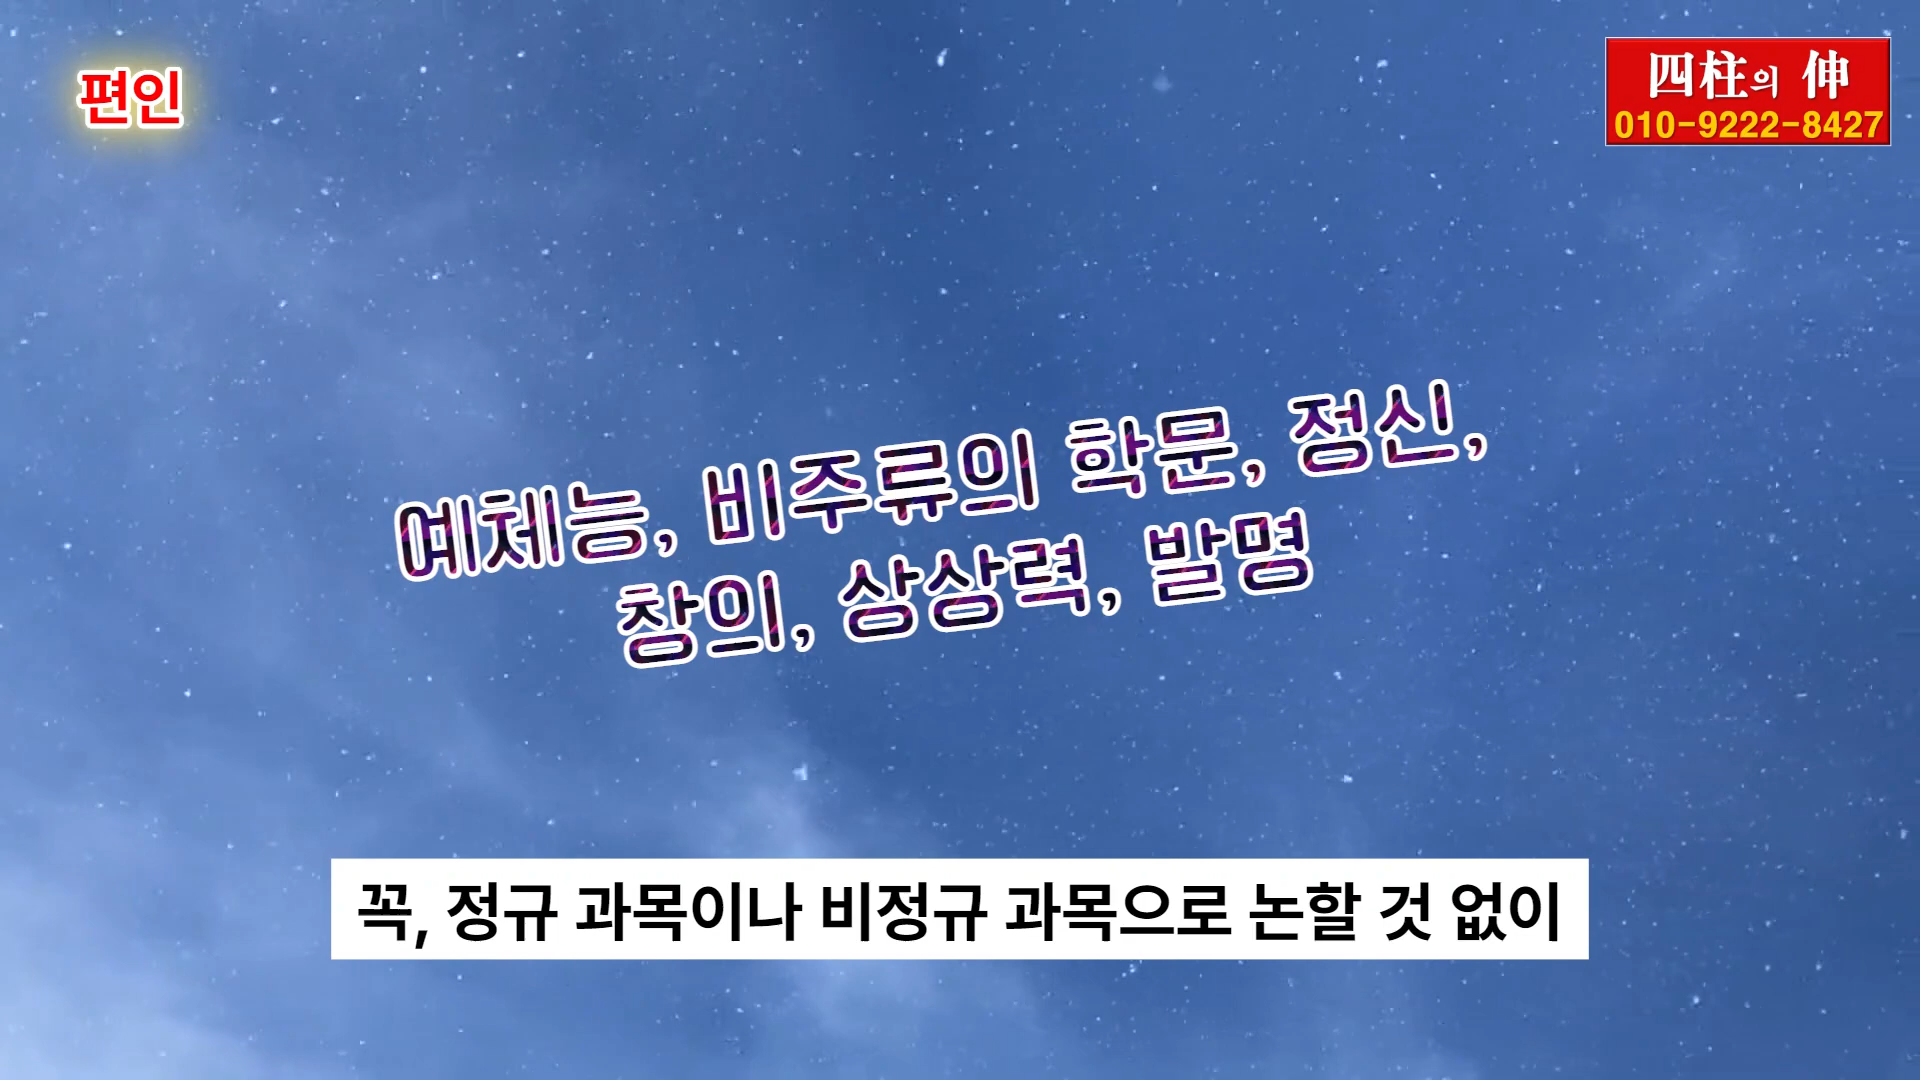 편인
四柱의 伸
010-9222-8427
예체능, 비주류의 학문, 정신,
창의, 상상력, 발명
꼭, 정규 과목이나 비정규 과목으로 논할 것 없이